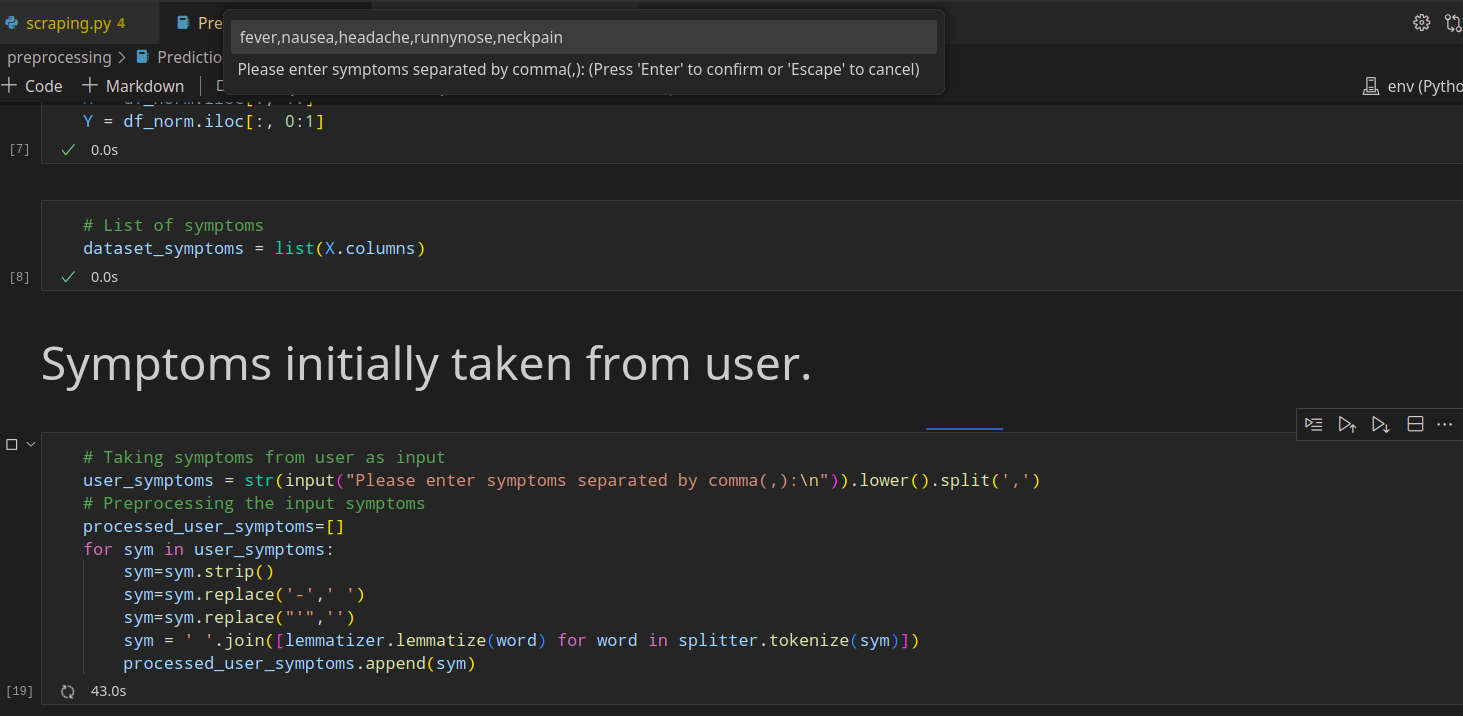 scraping.py 4
Pre
fever,nausea,headache,runnynose,neckpain
Please enter symptoms separated by comma(,): (Press 'Enter' to confirm or 'Escape' to cancel)
preprocessing > Predictio
+ Code + Markdown
env (Pytho
Y = df_norm.iloc[:, 0:1]
[7] 0.0s
# List of symptoms
dataset_symptoms = list(X.columns)
[8] 0.0s
Symptoms initially taken from user.
# Taking symptoms from user as input
user_symptoms = str(input("Please enter symptoms separated by comma(,):\n")).lower().split(',')
# Preprocessing the input symptoms
processed_user_symptoms=[]
for sym in user_symptoms:
sym=sym.strip()
sym=sym.replace('-',' ')
sym=sym.replace("'",'')
sym = ' '.join([lemmatizer.lemmatize(word) for word in splitter.tokenize(sym)])
processed_user_symptoms.append(sym)
[19] 43.0s